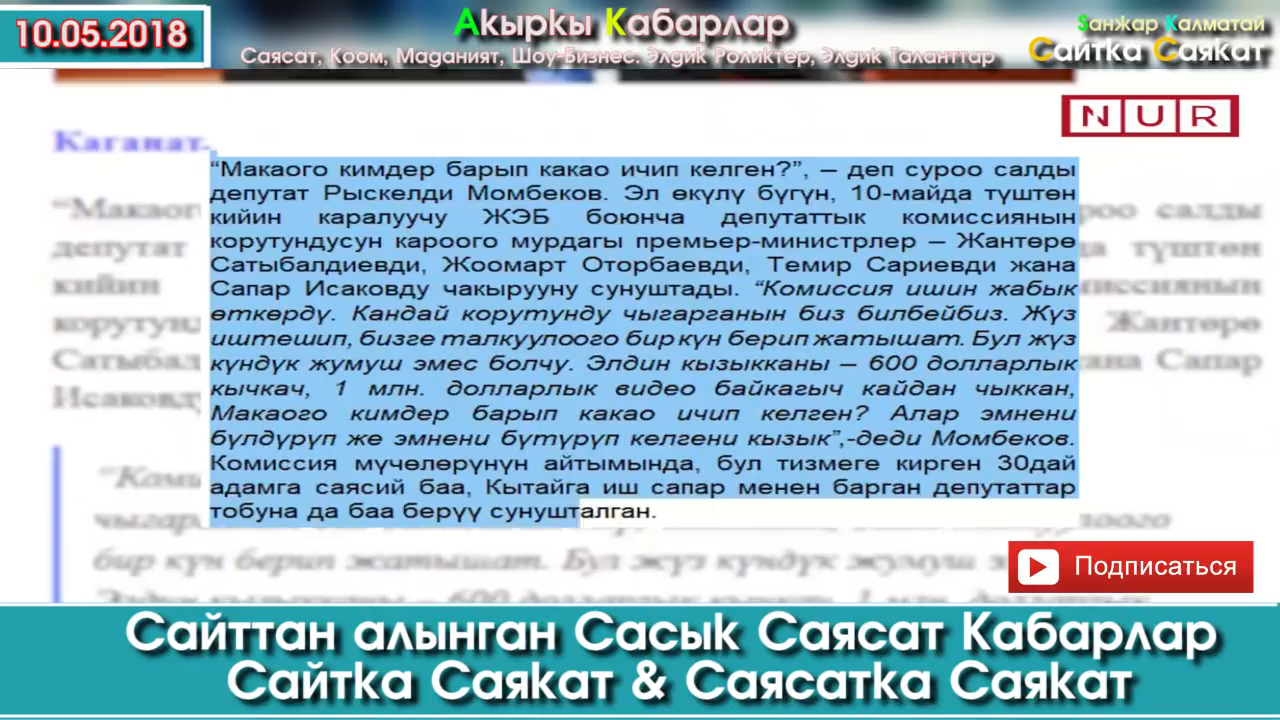 10.05.2018
Акыркы Кабарлар
Саясат, Коом, Маданият, Шоу-Бизнес. Элдик Роликтер, Элдик Таланттар
Sанжар Калматай
Сайтка Саякат
NUR
Каганат.
“Макаого кимдер барып какао ичип келген?”, – деп суроо салды
депутат Рыскелди Момбеков. Эл өкүлү бүгүн, 10-майда түштөн
кийин каралуучу ЖЭБ боюнча депутаттык комиссиянын
корутундусун кароого мурдагы премьер-министрлер – Жантөрө
Сатыбалдиевди, Жоомарт Оторбаевди, Темир Сариевди жана
Сапар Исаковду чакырууну сунуштады. “Комиссия ишин жабык
өткөрдү. Кандай корутунду чыгарганын биз билбейбиз. Жүз
иштешип, бизге талкуулоого бир күн берип жатышат. Бул жүз
күндүк жумуш эмес болчу. Элдин кызыкканы – 600 долларлык
кычкач, 1 млн. долларлык видео байкагыч кайдан чыккан,
Макаого кимдер барып какао ичип келген? Алар эмнени
бүлдүрүп же эмнени бүтүрүп келгени кызык”,-деди Момбеков.
Комиссия мүчөлөрүнүн айтымында, бул тизмеге кирген 30дай
адамга саясий баа, Кытайга иш сапар менен барган депутаттар
тобуна да баа берүү сунушталган.
Подписаться
Сайттан алынган Сасык Саясат Кабарлар
Сайтка Саякат & Саясатка Саякат